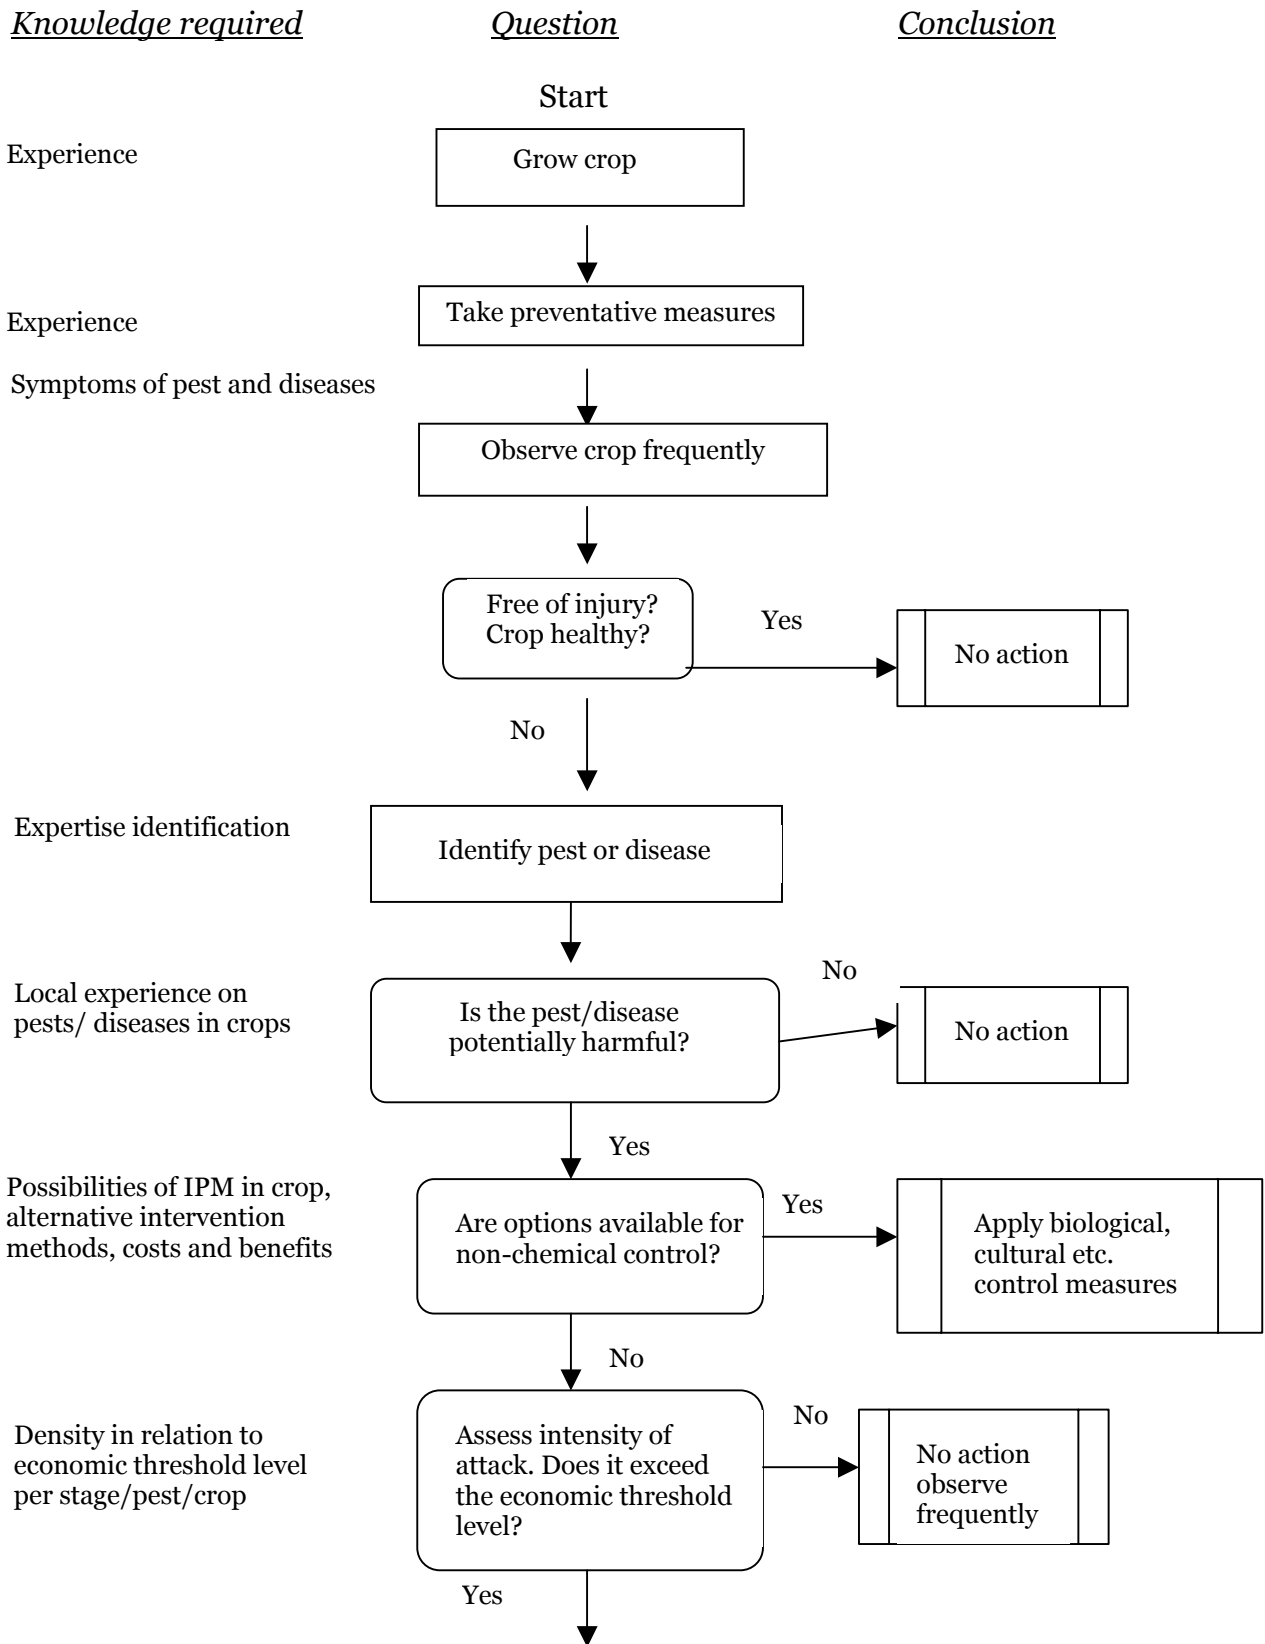 Knowledge required
Question
Conclusion
Start
Experience
Grow crop
Experience
Take preventative measures
Symptoms of pest and diseases
Observe crop frequently
Free of injury?
Crop healthy?
Yes
No action
No
Expertise identification
Identify pest or disease
Local experience on
pests/ diseases in crops
Is the pest/disease
potentially harmful?
No
No action
Yes
Possibilities of IPM in crop,
alternative intervention
methods, costs and benefits
Are options available for
non-chemical control?
Yes
Apply biological,
cultural etc.
control measures
No
Density in relation to
economic threshold level
per stage/pest/crop
Assess intensity of
attack. Does it exceed
the economic threshold
level?
No
No action
observe
frequently
Yes